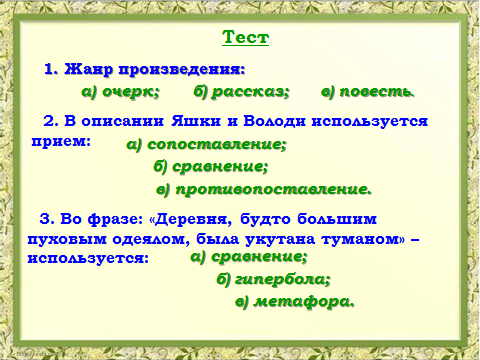 Тест
1. Жанр произведения:
а) очерк; б) рассказ; в) повесть.
2. В описании Яшки и Володи используется
прием: а) сопоставление;
б) сравнение;
в) противопоставление.
3. Во фразе: «Деревня, будто большим
пуховым одеялом, была укутана туманом» –
используется: а) сравнение;
б) гипербола;
в) метафора.